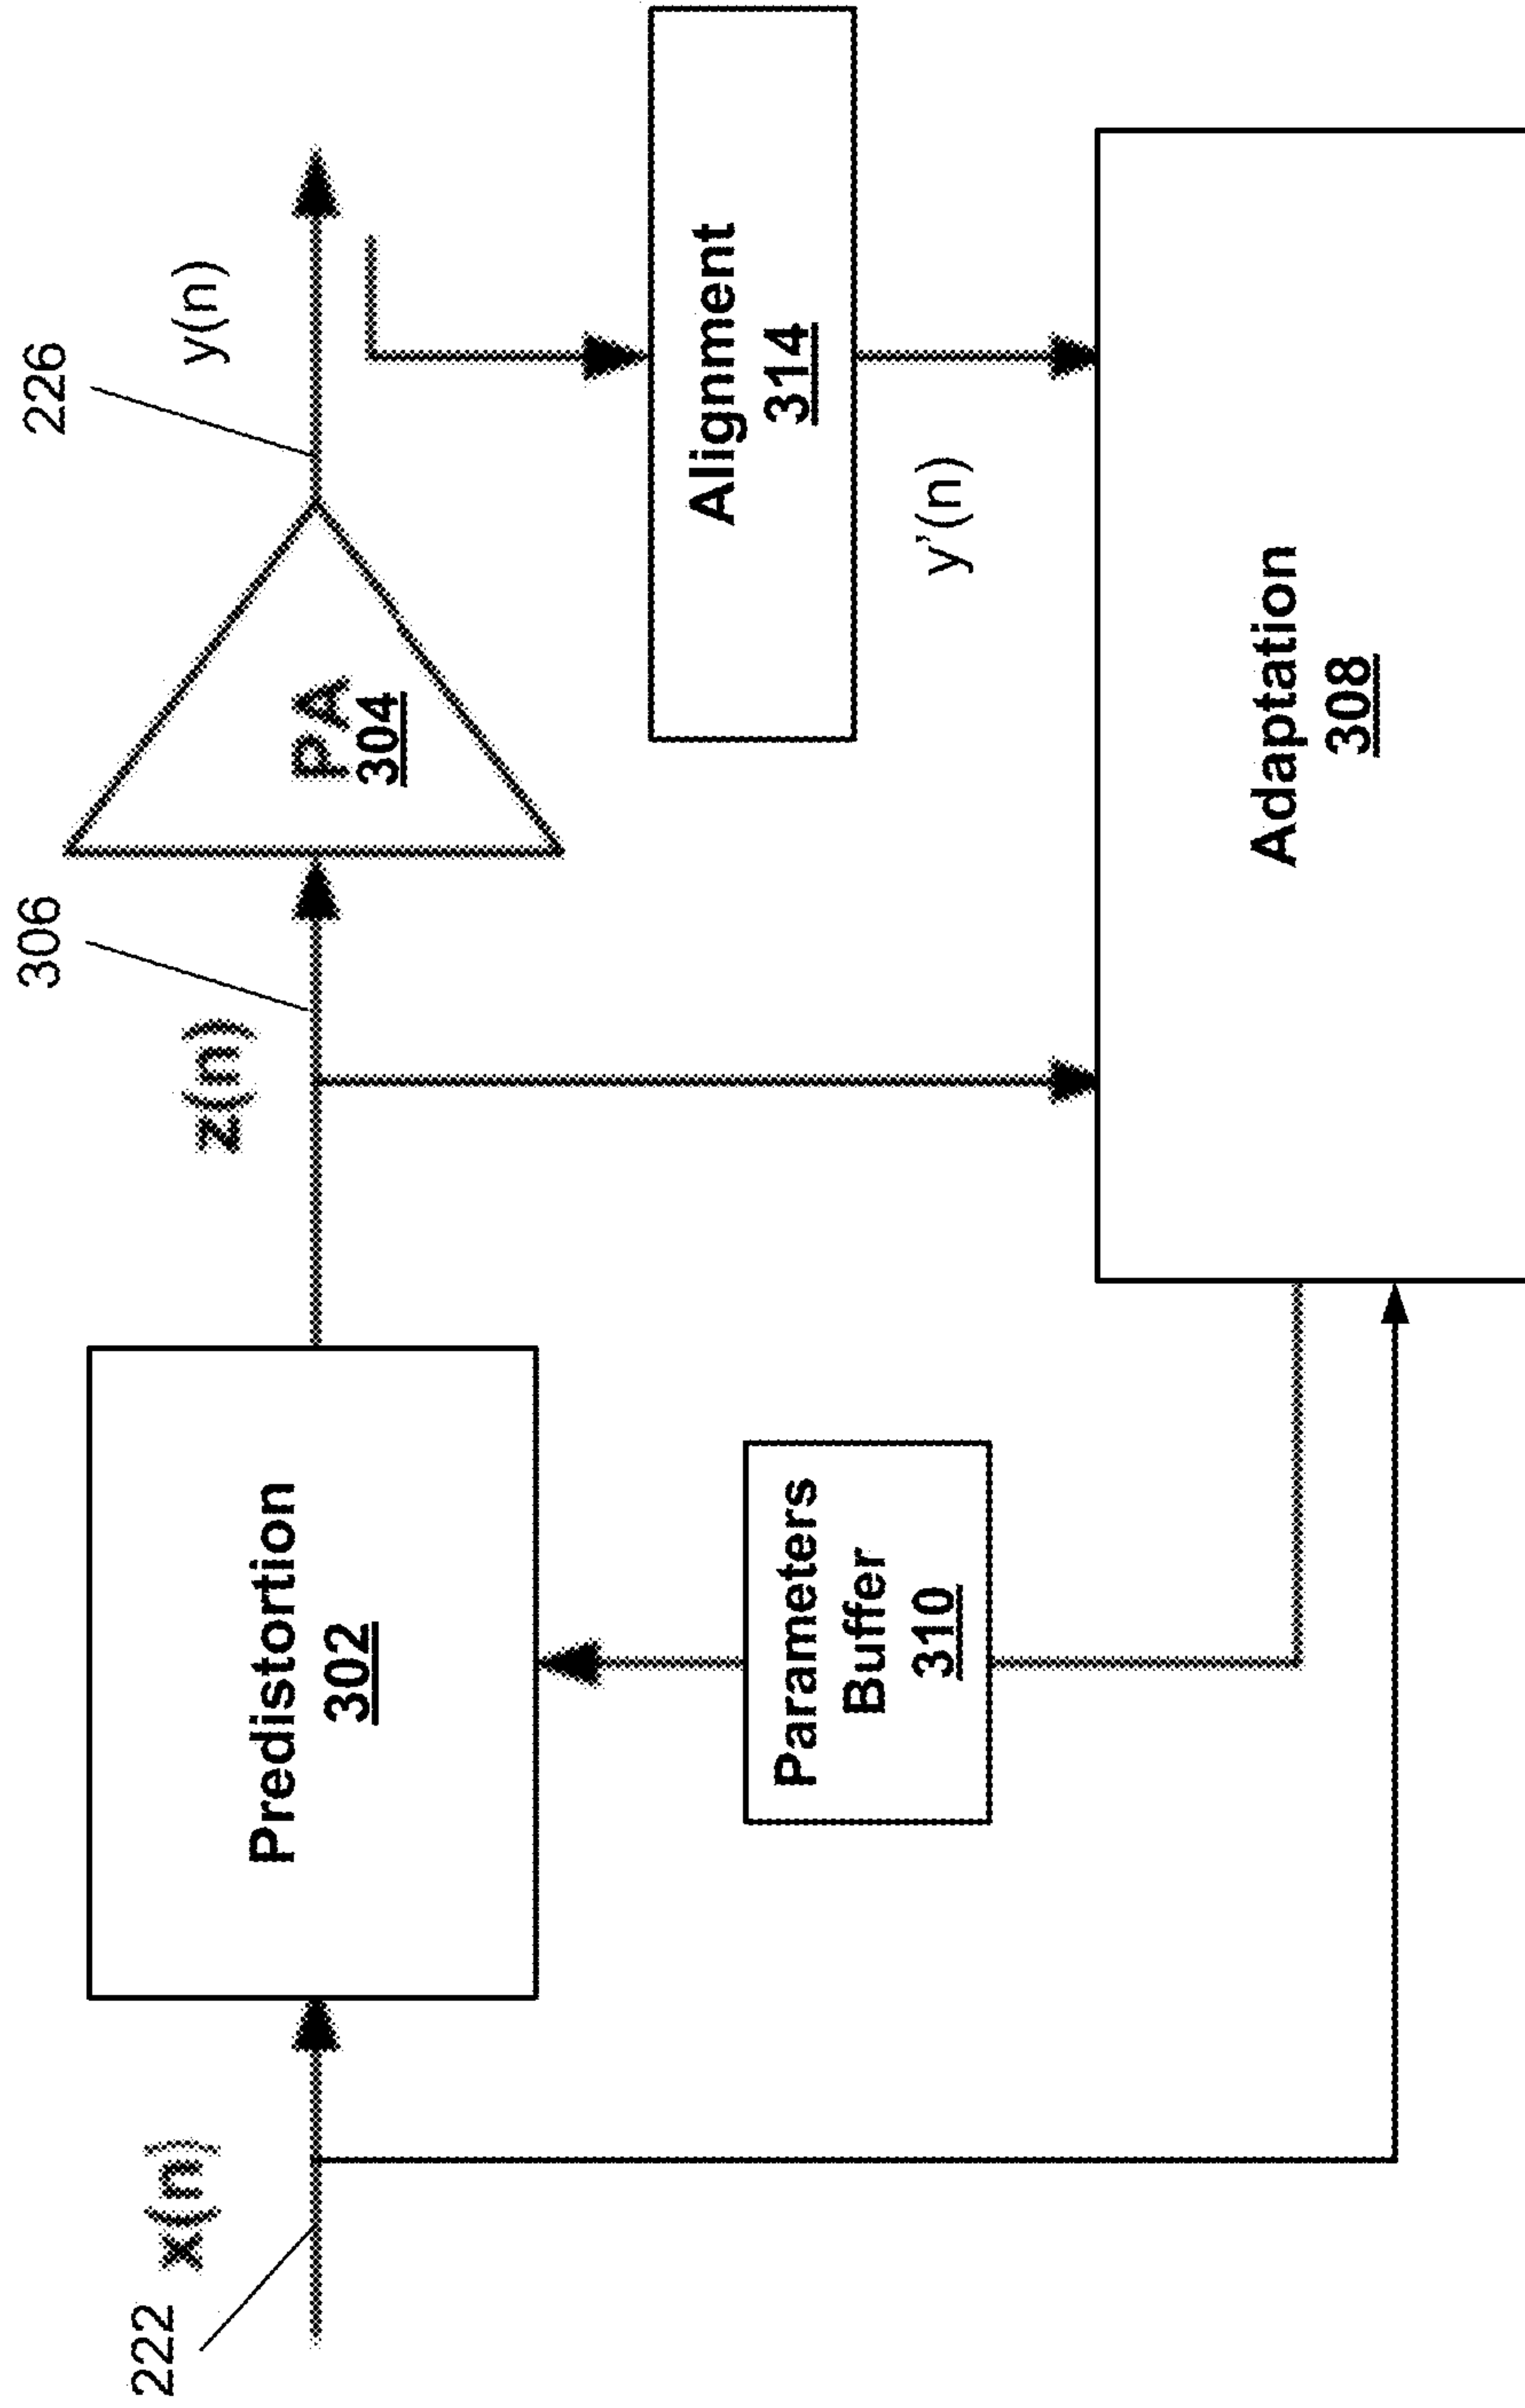 222
x(n)
Predistortion
302
z(n)
306
PA
304
226
y(n)
Parameters
Buffer
310
Alignment
314
y’(n)
Adaptation
308